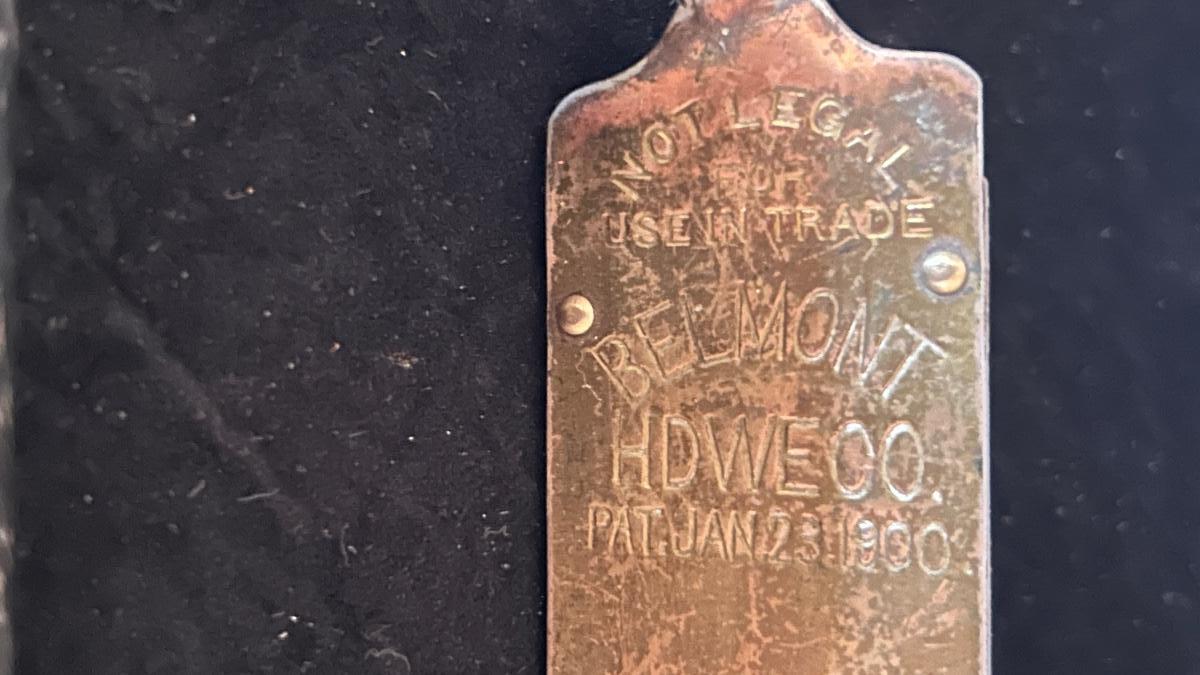 NOT LEGAL
FOR
USE IN TRADE
BELMONT
HDWE CO.
PAT. JAN 23. 1900.